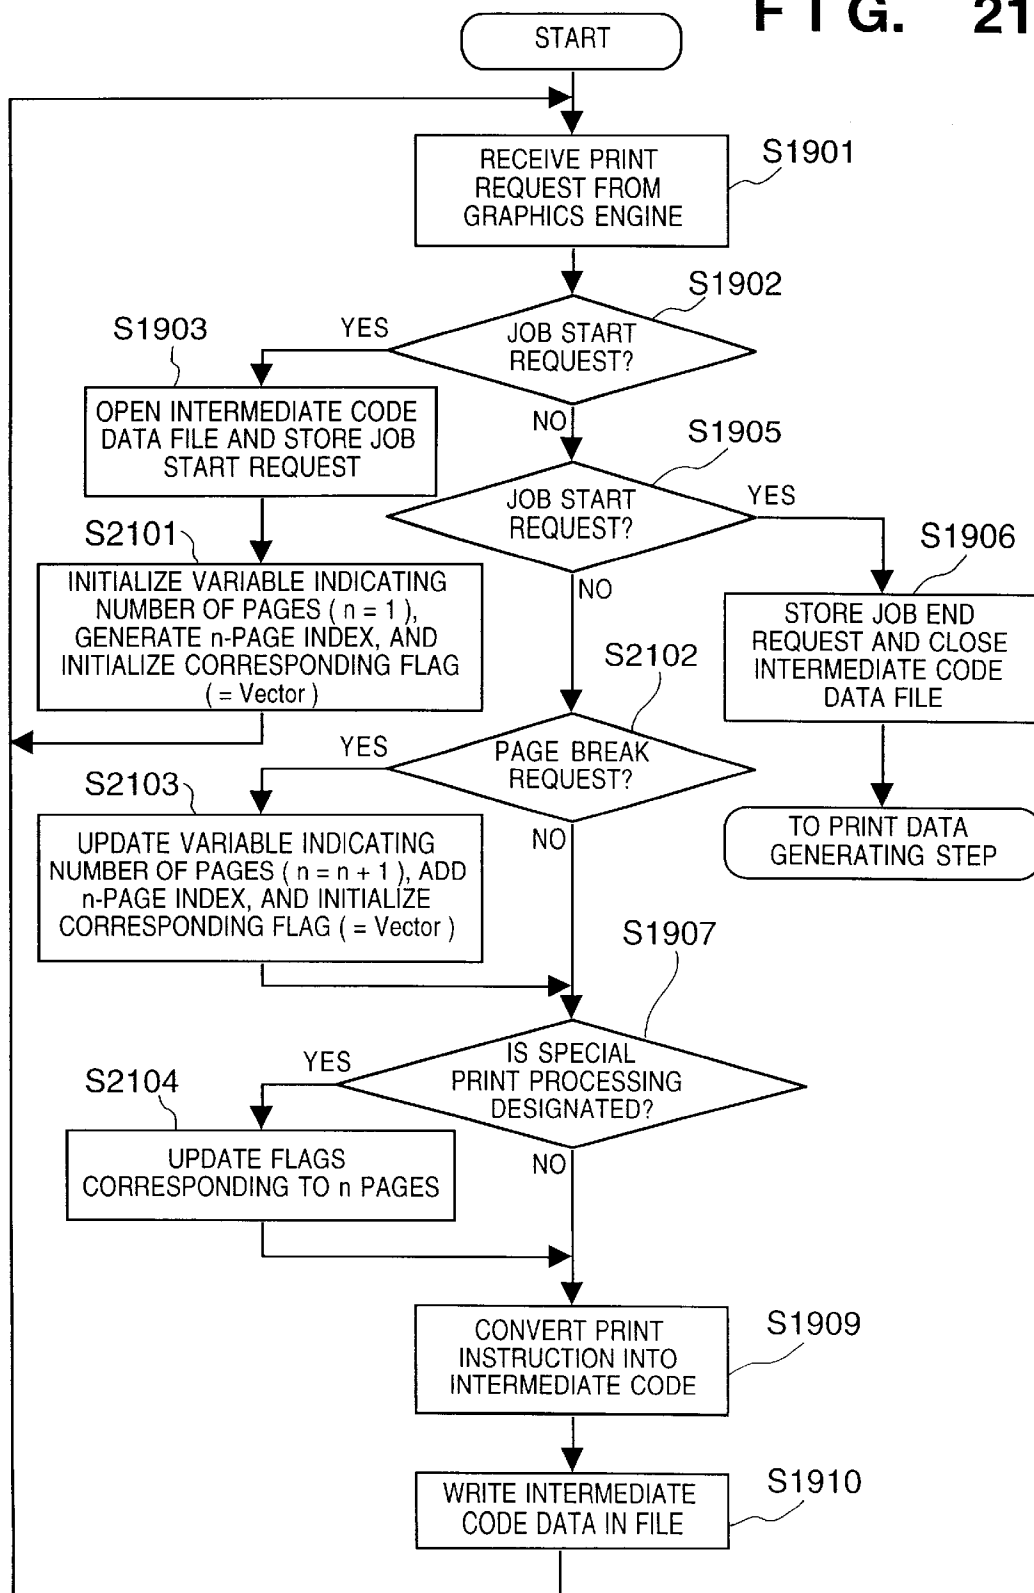 FIG. 21
START
RECEIVE PRINT
REQUEST FROM
GRAPHICS ENGINE
S1901
S1902
JOB START
REQUEST?
YES
NO
S1903
OPEN INTERMEDIATE CODE
DATA FILE AND STORE JOB
START REQUEST
S1905
JOB START
REQUEST?
YES
NO
S2101
INITIALIZE VARIABLE INDICATING
NUMBER OF PAGES ( n = 1 ),
GENERATE n-PAGE INDEX, AND
INITIALIZE CORRESPONDING FLAG
( = Vector )
S1906
STORE JOB END
REQUEST AND CLOSE
INTERMEDIATE CODE
DATA FILE
S2102
PAGE BREAK
REQUEST?
YES
NO
TO PRINT DATA
GENERATING STEP
S2103
UPDATE VARIABLE INDICATING
NUMBER OF PAGES ( n = n + 1 ), ADD
n-PAGE INDEX, AND INITIALIZE
CORRESPONDING FLAG ( = Vector )
S1907
IS SPECIAL
PRINT PROCESSING
DESIGNATED?
YES
NO
S2104
UPDATE FLAGS
CORRESPONDING TO n PAGES
S1909
CONVERT PRINT
INSTRUCTION INTO
INTERMEDIATE CODE
S1910
WRITE INTERMEDIATE
CODE DATA IN FILE